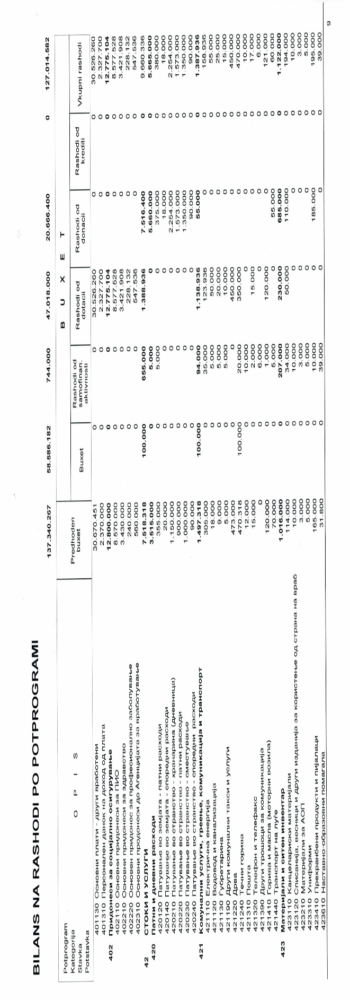 BILANS NA RASHODI PO POTPROGRAMI
137.340.267 58.586.182 744.000 47.018.000 20.666.400 0 127.014.582
Potprogram
Kategorija
Stavka
Potstavka
O P I S
Predhoden buxet
B U X E T
Buxet
Rashodi od samofinan. aktivnosti
Rashodi od dotacii
Rashodi od donacii
Rashodi od krediti
Vkupni rashodi
401130 Основни плати - други вработени 30.670.451 0 0 30.526.260 0 0 30.526.260
401310 Персонален данок на доход од плата 2.370.000 0 0 2.327.700 0 0 2.327.700
402 Придонеси за социјално осигурување 12.800.000 0 0 12.775.104 0 0 12.775.104
402110 Основни придонеси за ПИО 8.570.000 0 0 8.577.528 0 0 8.577.528
402210 Основни придонеси за здравство 3.430.000 0 0 3.421.908 0 0 3.421.908
402220 Основен придонес за професионално заболување 240.000 0 0 228.132 0 0 228.132
402310 Основни продонеси до Агенцијата за вработување 560.000 0 0 547.536 0 0 547.536
42 СТОКИ И УСЛУГИ 7.518.318 100.000 655.000 1.388.936 7.516.400 0 9.660.336
420 Патни и дневни расходи 3.515.000 0 5.000 0 5.660.000 0 5.665.000
420120 Патување во земјата - патни расходи 355.000 0 5.000 0 375.000 0 380.000
420140 Патување во земјата - споредни расходи 20.000 0 0 0 18.000 0 18.000
420210 Патување во странство - хранарина (дневница) 1.150.000 0 0 0 2.254.000 0 2.254.000
420220 Патување во странство - патни расходи 900.000 0 0 0 1.573.000 0 1.573.000
420230 Патување во странство - сместување 1.000.000 0 0 0 1.350.000 0 1.350.000
420240 Патување во странство - споредни расходи 90.000 0 0 0 90.000 0 90.000
421 Комунални услуги, греење, комуникација и транспорт 1.497.318 100.000 94.000 1.138.936 55.000 0 1.387.936
421110 Електрична енергија 305.000 0 35.000 123.936 0 0 158.936
421120 Водовод и канализација 18.000 0 5.000 50.000 0 0 55.000
421130 Ѓубретарина 9.000 0 5.000 20.000 0 0 25.000
421190 Други комунални такси и услуги 5.000 0 5.000 10.000 0 0 15.000
421220 Дрва 473.000 0 0 450.000 0 0 450.000
421240 Течни горива 470.318 100.000 20.000 350.000 0 0 470.000
421310 Пошта 12.000 0 10.000 0 0 0 10.000
421320 Телефон и телефакс 15.000 0 2.000 15.000 0 0 17.000
421390 Други трошоци за комуникација 0 0 6.000 0 0 0 6.000
421410 Горива и масла (моторни возила) 120.000 0 1.000 120.000 0 0 121.000
421440 Транспорт на луѓе 70.000 0 5.000 0 55.000 0 60.000
423 Материјали и ситен инвентар 1.016.000 0 207.000 230.000 685.000 0 1.122.000
423110 Канцелариски материјали 114.000 0 34.000 50.000 110.000 0 194.000
423120 Списанија, весници и други изданија за користење од страна на враб 10.000 0 10.000 0 0 0 10.000
423210 Материјали за АОП 3.000 0 3.000 0 0 0 3.000
423310 Униформи 5.000 0 5.000 0 0 0 5.000
423410 Прехранбени продукти и пијалаци 165.000 0 10.000 0 185.000 0 195.000
423610 Наставно-образовни помагала 31.800 0 39.000 0 0 0 39.000
9